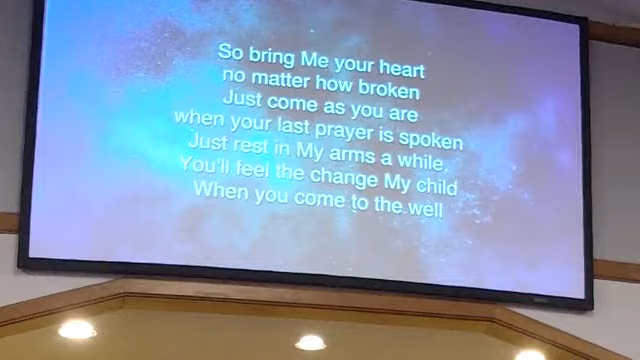 So bring Me your heart
no matter how broken
Just come as you are
when your last prayer is spoken
Just rest in My arms a while,
You'll feel the change My child
When you come to the well